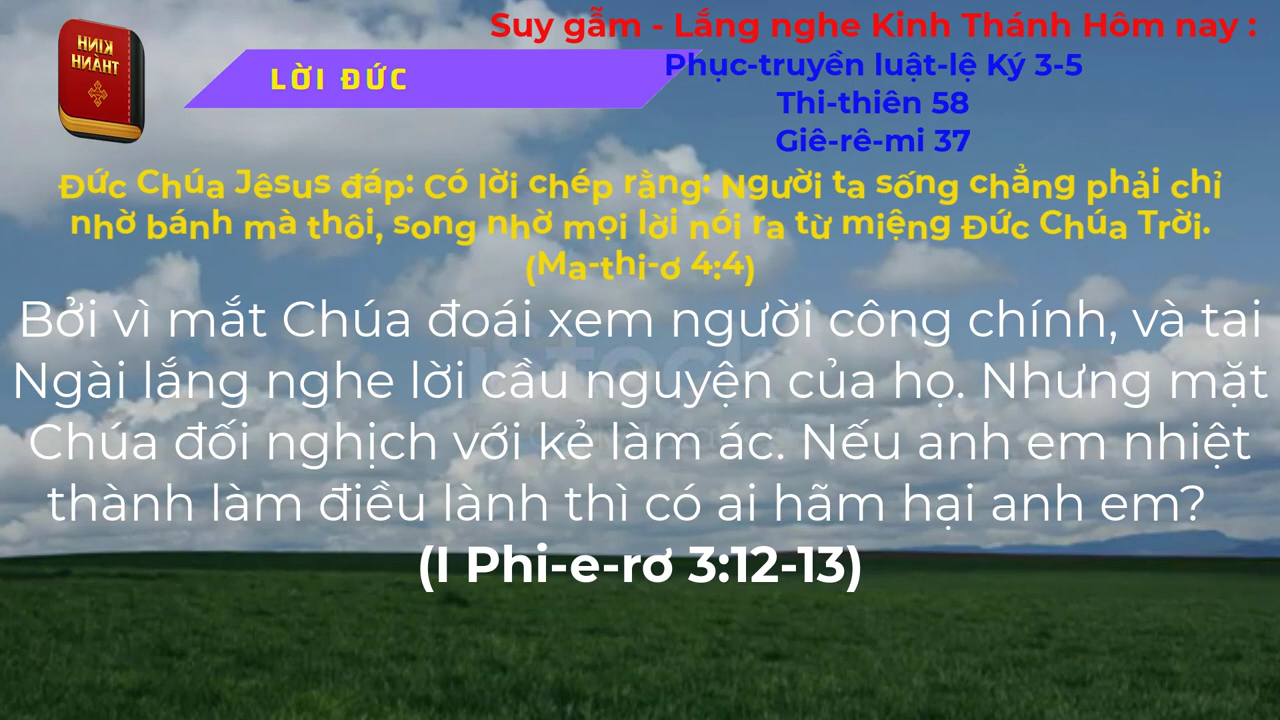 KINH
THÁNH
LỜI ĐỨC
Suy gẫm - Lắng nghe Kinh Thánh Hôm nay :
Phục-truyền luật-lệ Ký 3-5
Thi-thiên 58
Giê-rê-mi 37
Đức Chúa Jêsus đáp: Có lời chép rằng: Người ta sống chẳng phải chỉ
nhờ bánh mà thôi, song nhờ mọi lời nói ra từ miệng Đức Chúa Trời.
(Ma-thi-ơ 4:4)
Bởi vì mắt Chúa đoái xem người công chính, và tai
Ngài lắng nghe lời cầu nguyện của họ. Nhưng mặt
Chúa đối nghịch với kẻ làm ác. Nếu anh em nhiệt
thành làm điều lành thì có ai hãm hại anh em?
(I Phi-e-rơ 3:12-13)